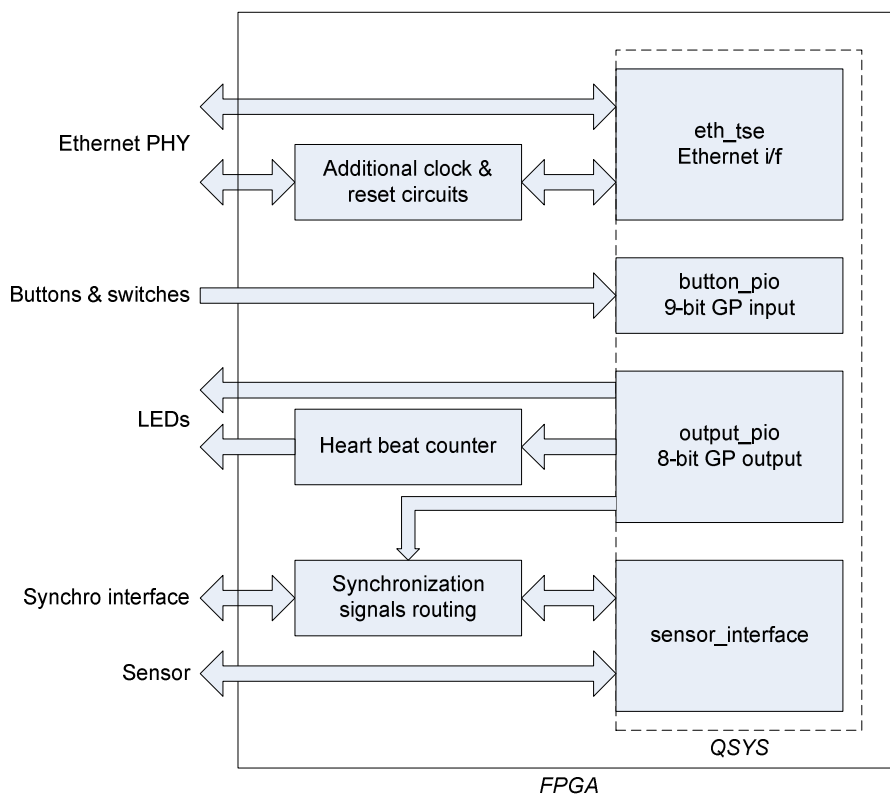 Ethernet PHY
Additional clock &
reset circuits
eth_tse
Ethernet i/f
Buttons & switches
button_pio
9-bit GP input
LEDs
Heart beat counter
output_pio
8-bit GP output
Synchro interface
Synchronization
signals routing
sensor_interface
Sensor
QSYS
FPGA